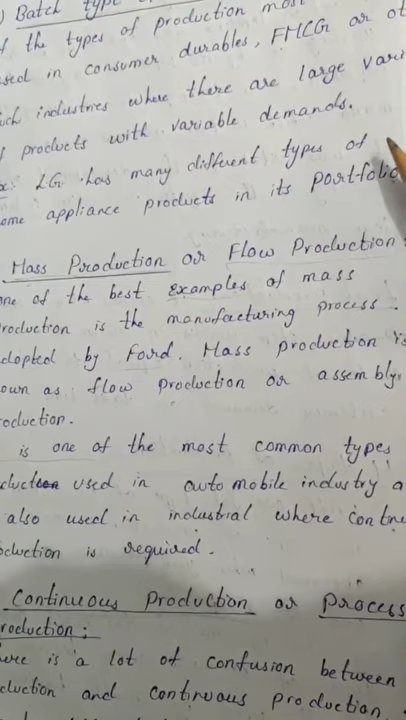 ) Batch type
f the types of production most
sed in consumer durables, FMCG or ot
ch industries where there are large vari
f products with variable demands.
x: LG has many different types of
ome appliance products in its portfolio
Mass Production or Flow Production :
one of the best examples of mass
roduction is the manufacturing process.
dopted by Ford. Mass production is
own as flow production or assembly
oduction.
is one of the most common types
duction used in auto mobile industry a
also used in industrial where contin
oduction is required.
Continuous Production or Process
roduction :
ere is a lot of confusion between
duction and continuous production